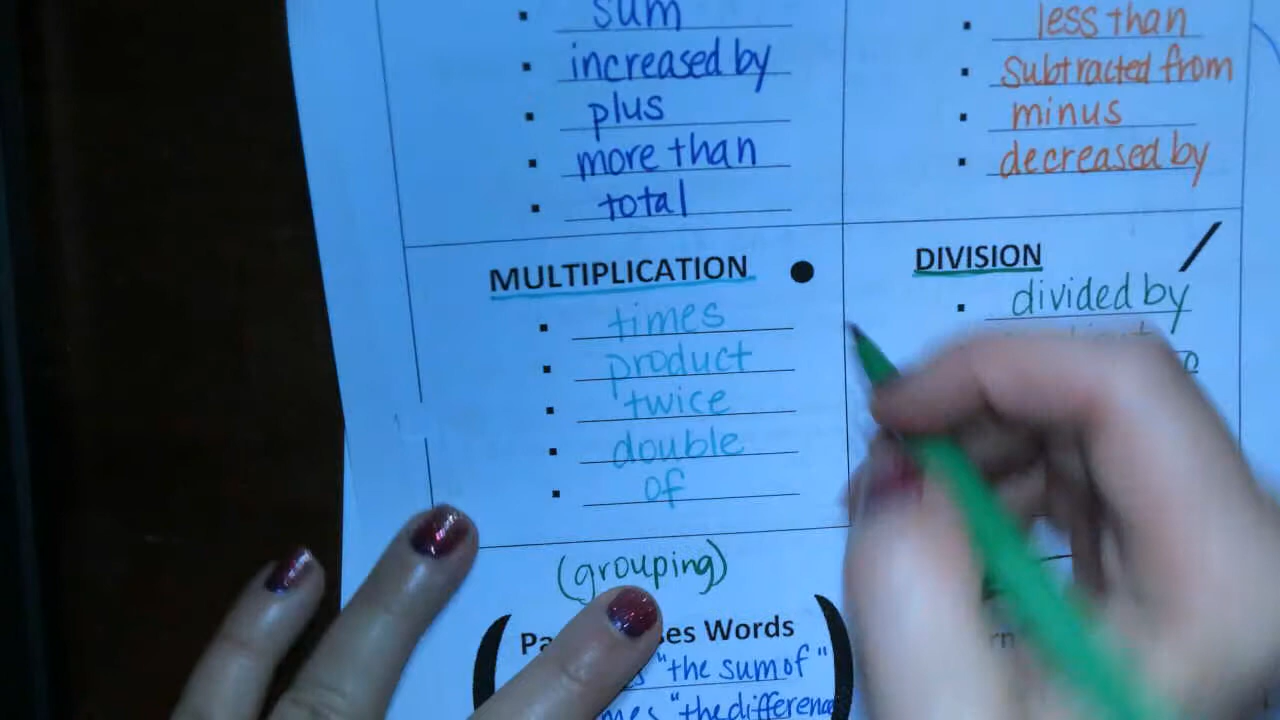 sum
increased by
plus
more than
total
less than
subtracted from
minus
decreased by
MULTIPLICATION
times
product
twice
double
of
DIVISION /
divided by
(grouping)
Words
"the sum of"
"the difference